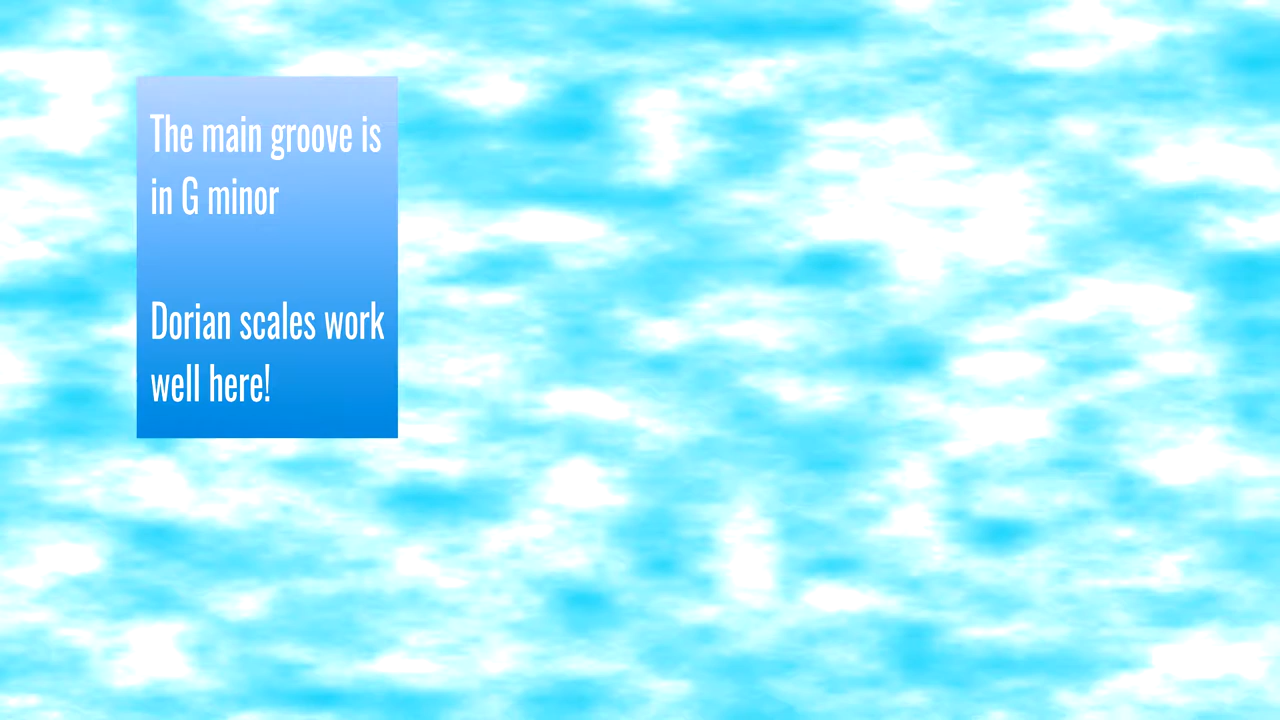 The main groove is
in G minor
Dorian scales work
well here!